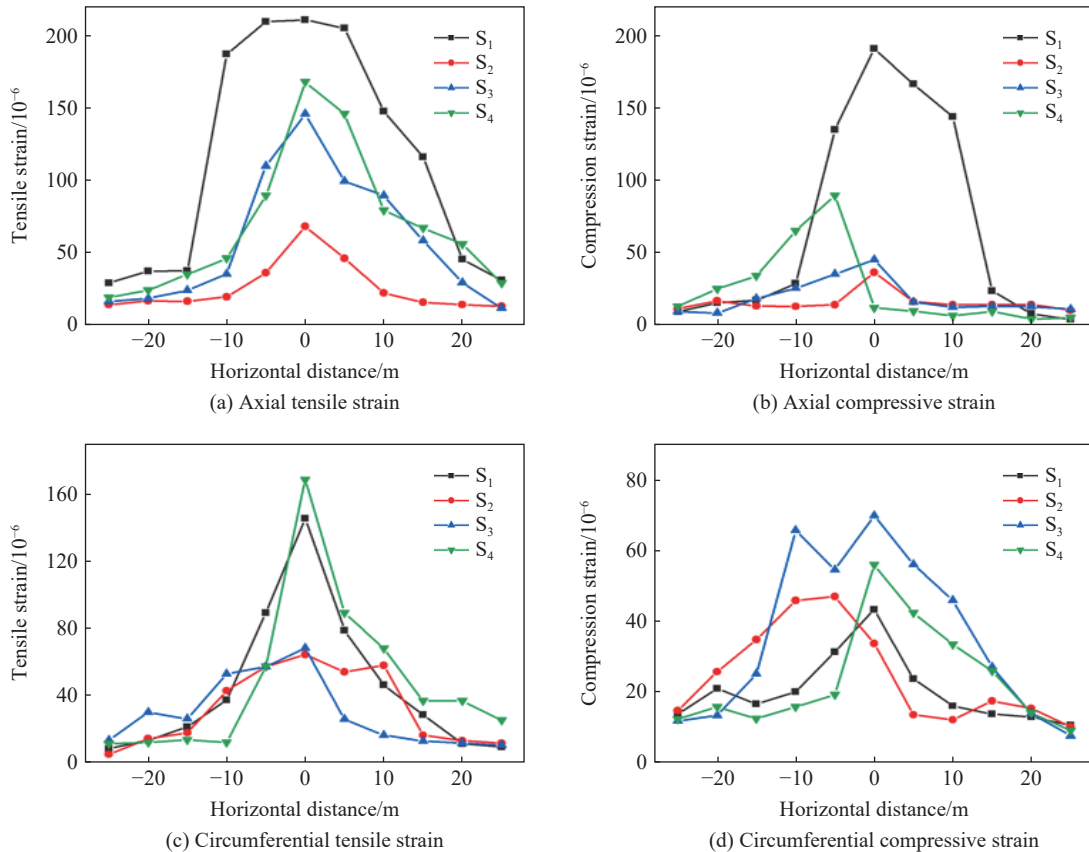 200
150
100
50
0
Tensile strain/10⁻⁶
S₁
S₂
S₃
S₄
−20
−10
0
10
20
Horizontal distance/m
(a) Axial tensile strain
200
150
100
50
0
Compression strain/10⁻⁶
S₁
S₂
S₃
S₄
−20
−10
0
10
20
Horizontal distance/m
(b) Axial compressive strain
160
120
80
40
0
Tensile strain/10⁻⁶
S₁
S₂
S₃
S₄
−20
−10
0
10
20
Horizontal distance/m
(c) Circumferential tensile strain
80
60
40
20
0
Compression strain/10⁻⁶
S₁
S₂
S₃
S₄
−20
−10
0
10
20
Horizontal distance/m
(d) Circumferential compressive strain